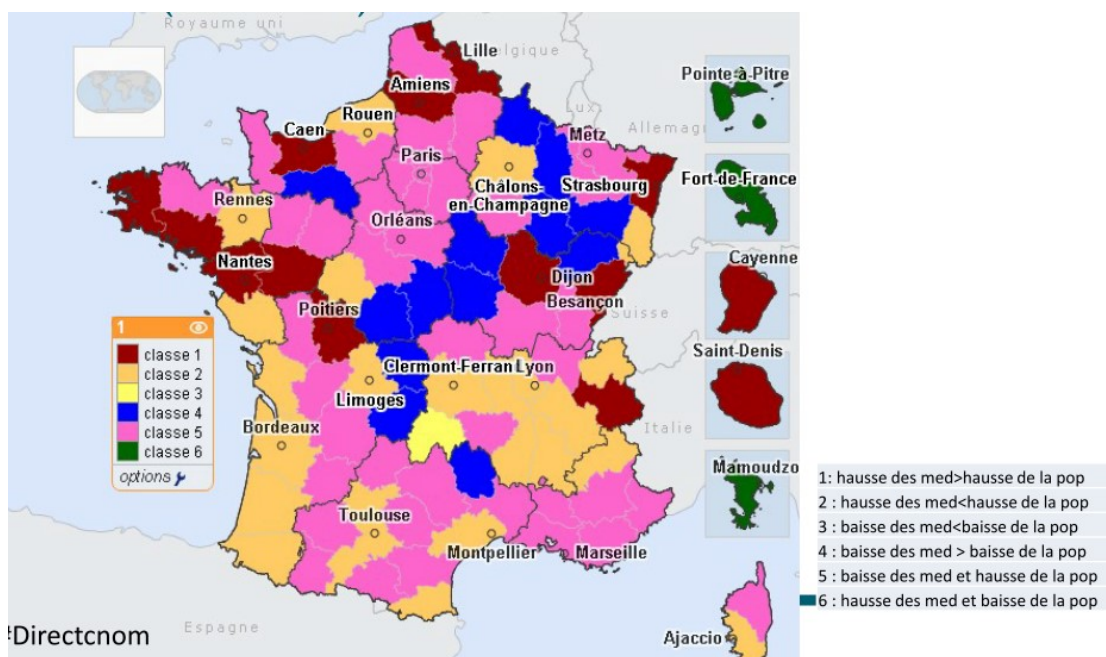 Royaume uni
Belgique
Lille
Amiens
Pointe-à-Pitre
Rouen
Lux
Allemagn
Caen
Metz
Paris
Châlons-
en-Champagne
Strasbourg
Fort-de-France
Rennes
Orléans
Nantes
Dijon
Cayenne
Besançon
Suisse
Poitiers
1
classe 1
classe 2
classe 3
classe 4
classe 5
classe 6
options
Saint-Denis
Clermont-Ferran
Lyon
Limoges
Bordeaux
Italie
Mamoudzo
Toulouse
Montpellier
Marseille
1: hausse des med>hausse de la pop
2 : hausse des med<hausse de la pop
3 : baisse des med<baisse de la pop
4 : baisse des med > baisse de la pop
5 : baisse des med et hausse de la pop
6 : hausse des med et baisse de la pop
Espagne
Ajaccio
#Directcnom